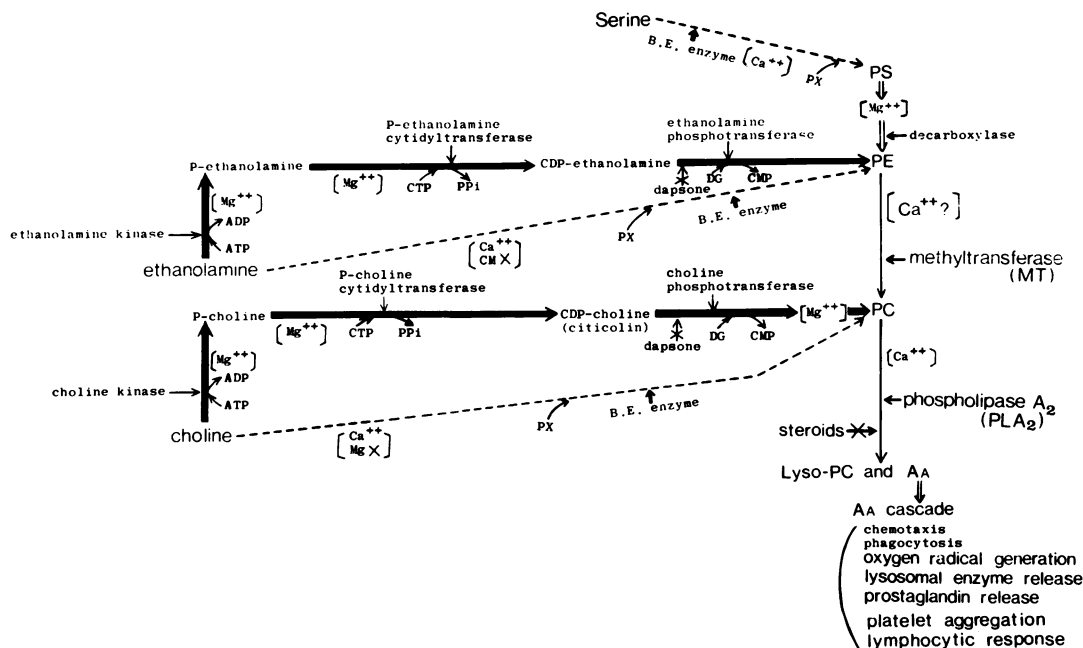 Serine
B.E. enzyme [Ca++]
PX
PS
[Mg++]
decarboxylase
P-ethanolamine
cytidyltransferase
ethanolamine
phosphotransferase
P-ethanolamine
[Mg++]
CTP
PPi
CDP-ethanolamine
dapsone
DG
CMP
PE
[Mg++]
ADP
ethanolamine kinase
ATP
ethanolamine
[Ca++
CM X]
PX
B.E. enzyme
[Ca++?]
methyltransferase
(MT)
P-choline
cytidyltransferase
choline
phosphotransferase
P-choline
[Mg++]
CTP
PPi
CDP-choline
(citicolin)
dapsone
DG
CMP
[Mg++]
PC
[Mg++]
ADP
choline kinase
ATP
choline
[Ca++
Mg X]
PX
B.E. enzyme
[Ca++]
phospholipase A2
(PLA2)
steroids
Lyso-PC and AA
AA cascade
chemotaxis
phagocytosis
oxygen radical generation
lysosomal enzyme release
prostaglandin release
platelet aggregation
lymphocytic response